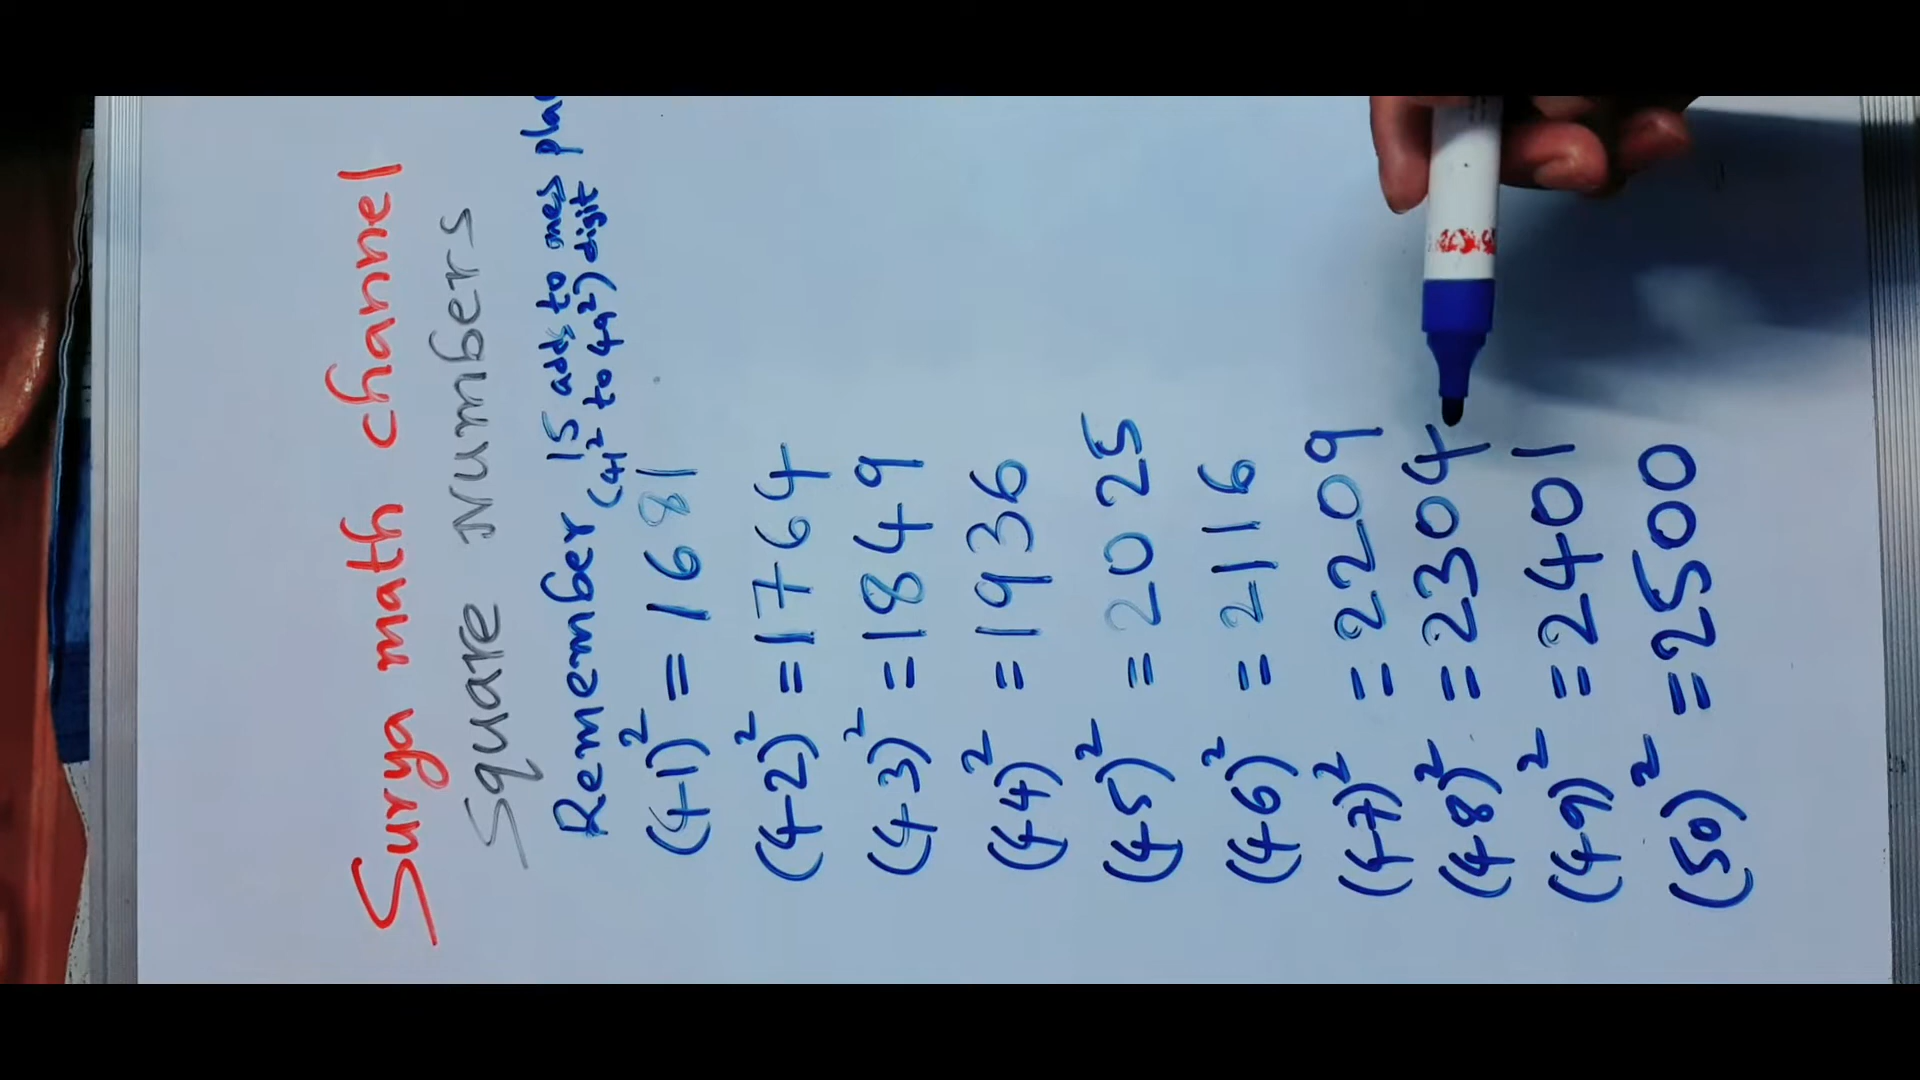 Surya math channel
Square Numbers
Remember 15 adds to ones
(41² to 49²) digit
(41)² = 1681
(42)² = 1764
(43)² = 1849
(44)² = 1936
(45)² = 2025
(46)² = 2116
(47)² = 2209
(48)² = 2304
(49)² = 2401
(50)² = 2500